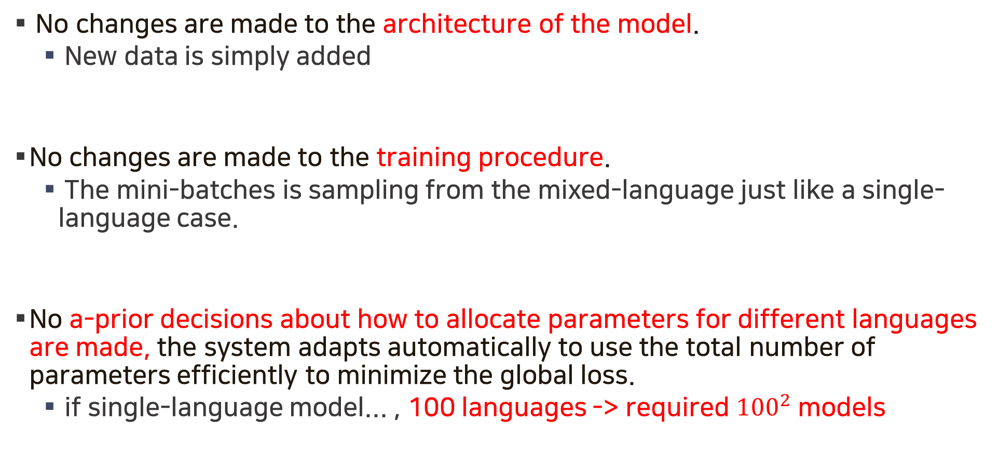 ▪ No changes are made to the architecture of the model.
▪ New data is simply added
▪ No changes are made to the training procedure.
▪ The mini-batches is sampling from the mixed-language just like a single-
language case.
▪ No a-prior decisions about how to allocate parameters for different languages
are made, the system adapts automatically to use the total number of
parameters efficiently to minimize the global loss.
▪ if single-language model... , 100 languages -> required 100² models